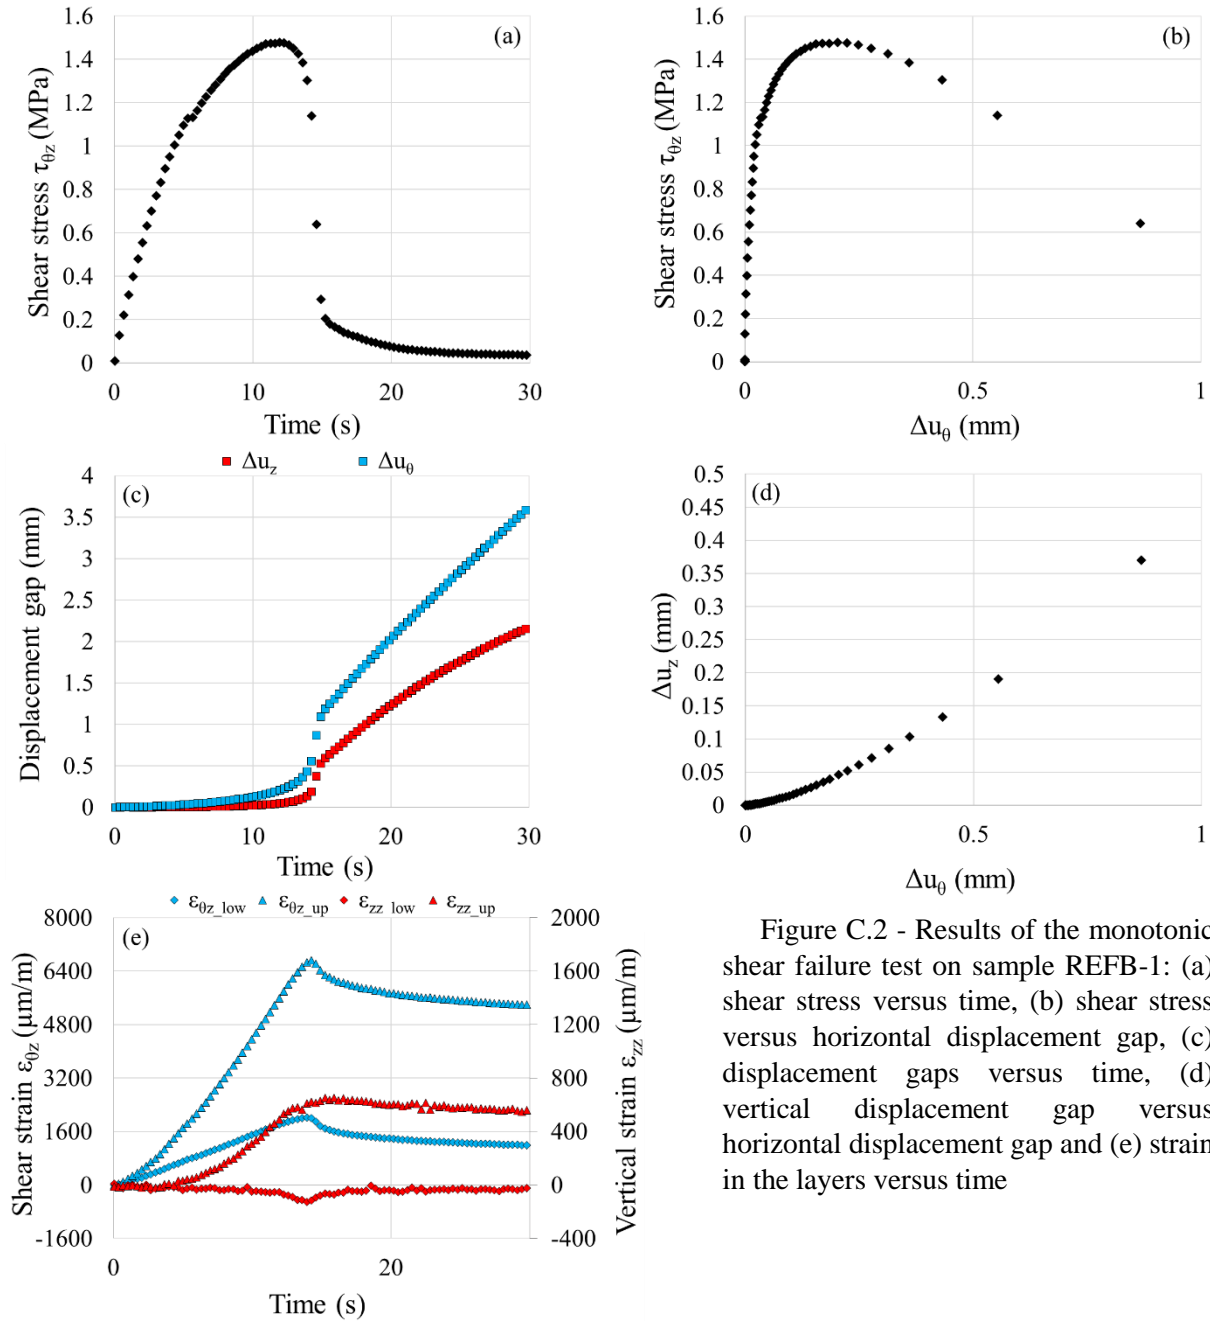 (a)
Shear stress τθz (MPa)
1.6
1.4
1.2
1
0.8
0.6
0.4
0.2
0
0 10 20 30
Time (s)
(b)
Shear stress τθz (MPa)
1.6
1.4
1.2
1
0.8
0.6
0.4
0.2
0
0 0.5 1
Δuθ (mm)
Δuz Δuθ
(c)
Displacement gap (mm)
4
3.5
3
2.5
2
1.5
1
0.5
0
0 10 20 30
Time (s)
(d)
Δuz (mm)
0.5
0.45
0.4
0.35
0.3
0.25
0.2
0.15
0.1
0.05
0
0 0.5 1
Δuθ (mm)
εθz_low εθz_up εzz_low εzz_up
(e)
Shear strain εθz (μm/m)
8000
6400
4800
3200
1600
0
-1600
2000
1600
1200
800
400
0
-400
Vertical strain εzz (μm/m)
0 20
Time (s)
Figure C.2 - Results of the monotonic
shear failure test on sample REFB-1: (a)
shear stress versus time, (b) shear stress
versus horizontal displacement gap, (c)
displacement gaps versus time, (d)
vertical displacement gap versus
horizontal displacement gap and (e) strain
in the layers versus time